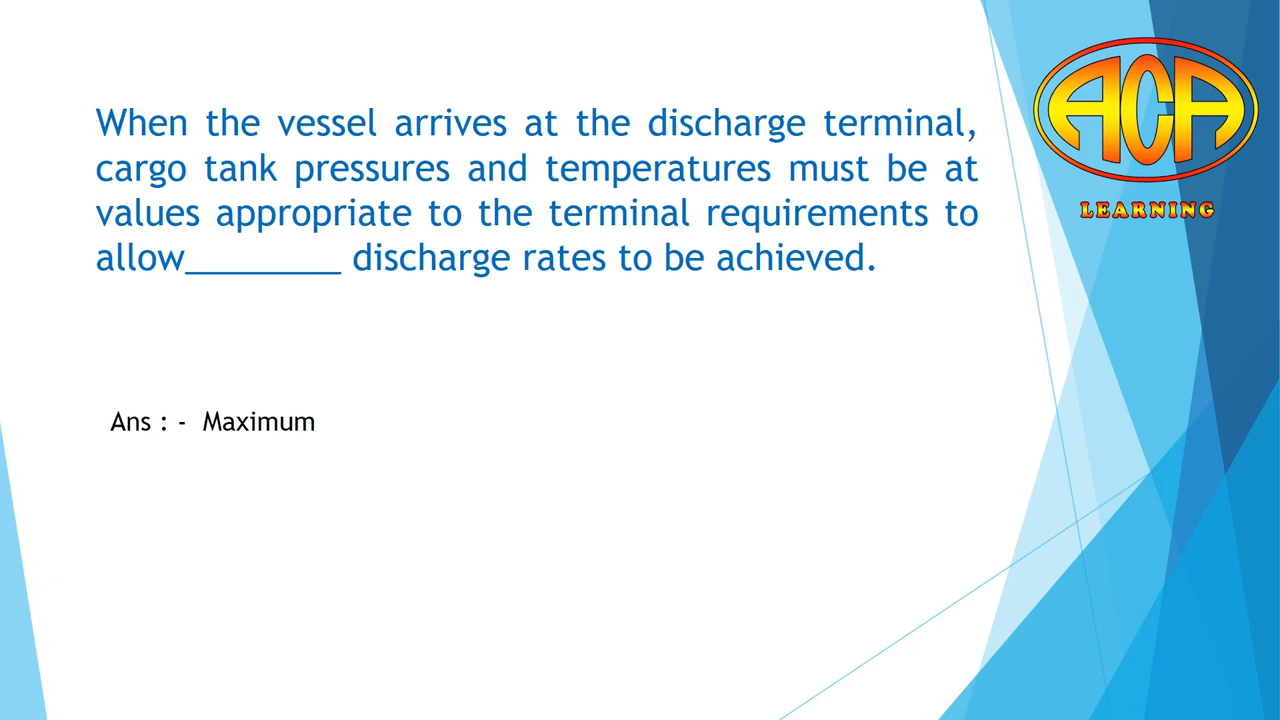 When the vessel arrives at the discharge terminal,
cargo tank pressures and temperatures must be at
values appropriate to the terminal requirements to
allow________ discharge rates to be achieved.
Ans : - Maximum
ACA
LEARNING